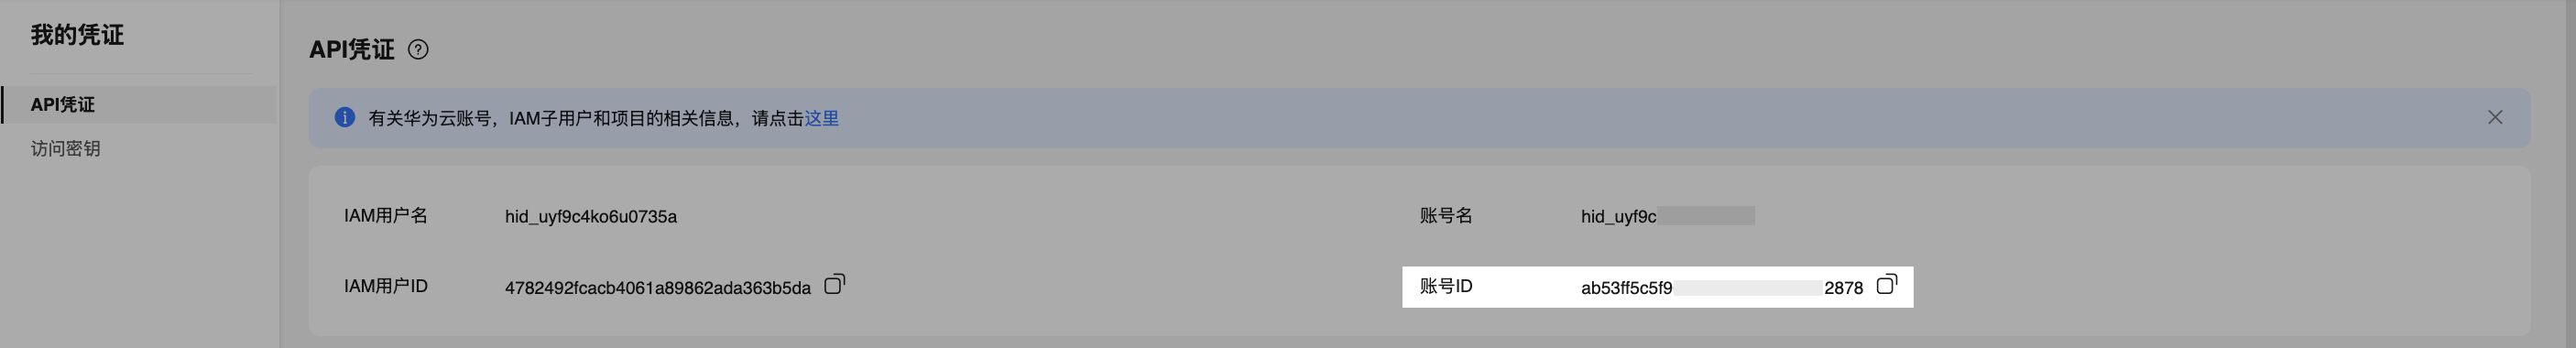 我的凭证
API凭证
访问密钥
API凭证
有关华为云账号，IAM子用户和项目的相关信息，请点击这里
IAM用户名 hid_uyf9c4ko6u0735a
账号名 hid_uyf9c
IAM用户ID 4782492fcacb4061a89862ada363b5da
账号ID ab53ff5c5f9 2878